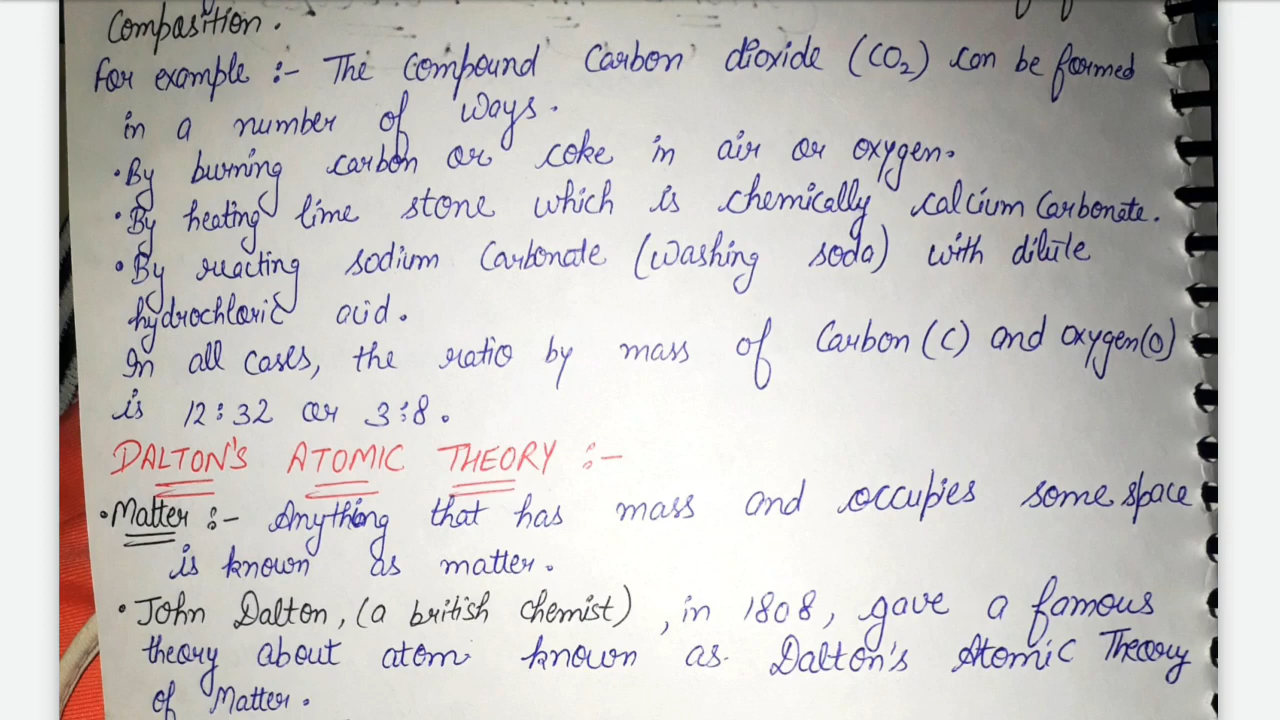 Composition.
For example :- The Compound Carbon dioxide (CO₂) can be formed
in a number of ways.
•By burning carbon or coke in air or oxygen.
•By heating lime stone which is chemically calcium Carbonate.
•By reacting sodium Carbonate (washing soda) with dilute
hydrochloric acid.
In all cases, the ratio by mass of Carbon (C) and oxygen(O)
is 12:32 or 3:8.
DALTON'S ATOMIC THEORY :-
•Matter :- Anything that has mass and occupies some space
is known as matter.
•John Dalton, (a british chemist), in 1808, gave a famous
theory about atom known as Dalton's Atomic Theory
of Matter.